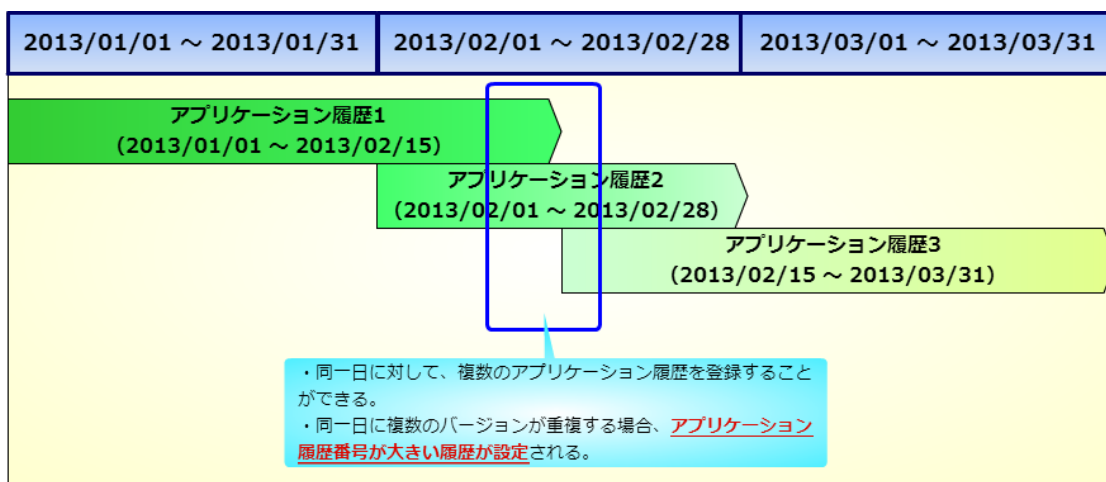 2013/01/01 ～ 2013/01/31
2013/02/01 ～ 2013/02/28
2013/03/01 ～ 2013/03/31
アプリケーション履歴1
（2013/01/01 ～ 2013/02/15）
アプリケーション履歴2
（2013/02/01 ～ 2013/02/28）
アプリケーション履歴3
（2013/02/15 ～ 2013/03/31）
・同一日に対して、複数のアプリケーション履歴を登録すること
ができる。
・同一日に複数のバージョンが重複する場合、アプリケーション
履歴番号が大きい履歴が設定される。